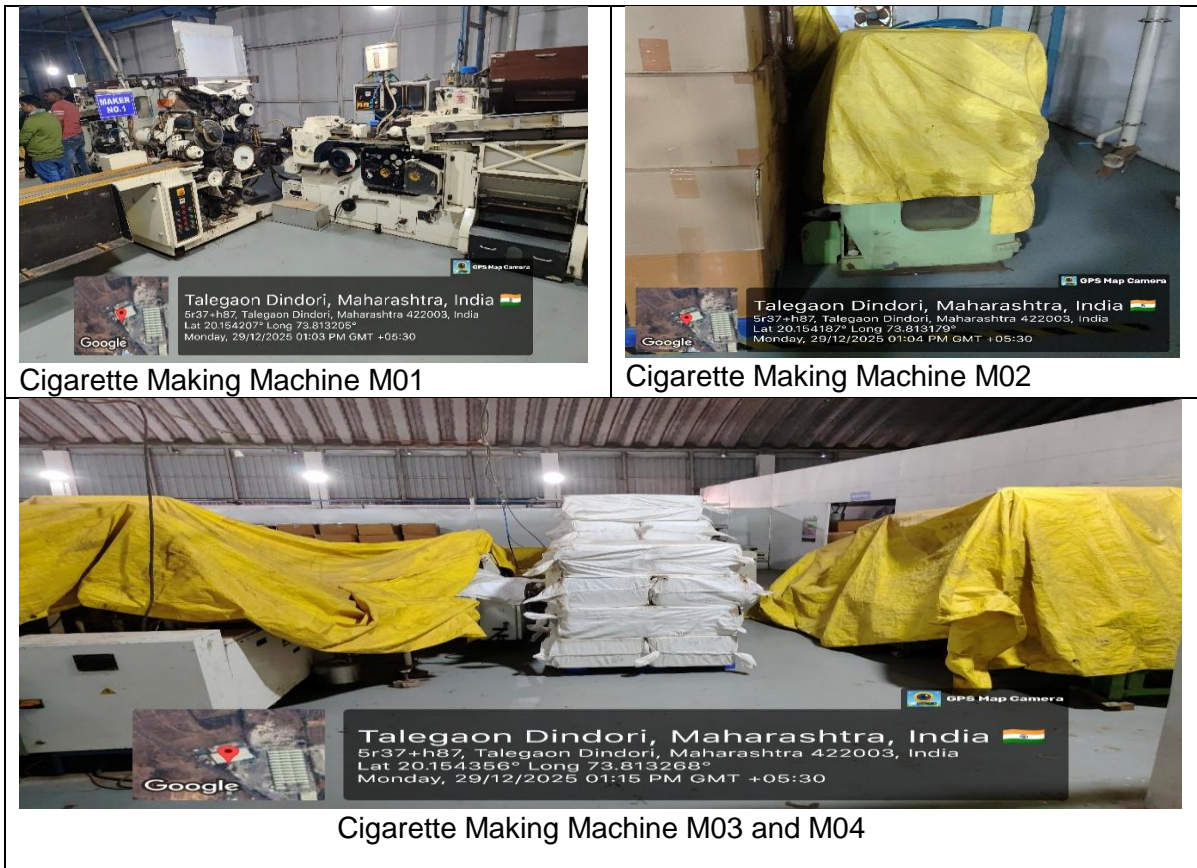 MAKER
NO.1
GPS Map Camera
Talegaon Dindori, Maharashtra, India
5r37+h87, Talegaon Dindori, Maharashtra 422003, India
Lat 20.154207° Long 73.813205°
Monday, 29/12/2025 01:03 PM GMT +05:30
Google
Cigarette Making Machine M01
GPS Map Camera
Talegaon Dindori, Maharashtra, India
5r37+h87, Talegaon Dindori, Maharashtra 422003, India
Lat 20.154187° Long 73.813179°
Monday, 29/12/2025 01:04 PM GMT +05:30
Google
Cigarette Making Machine M02
GPS Map Camera
Talegaon Dindori, Maharashtra, India
5r37+h87, Talegaon Dindori, Maharashtra 422003, India
Lat 20.154356° Long 73.813268°
Monday, 29/12/2025 01:15 PM GMT +05:30
Google
Cigarette Making Machine M03 and M04